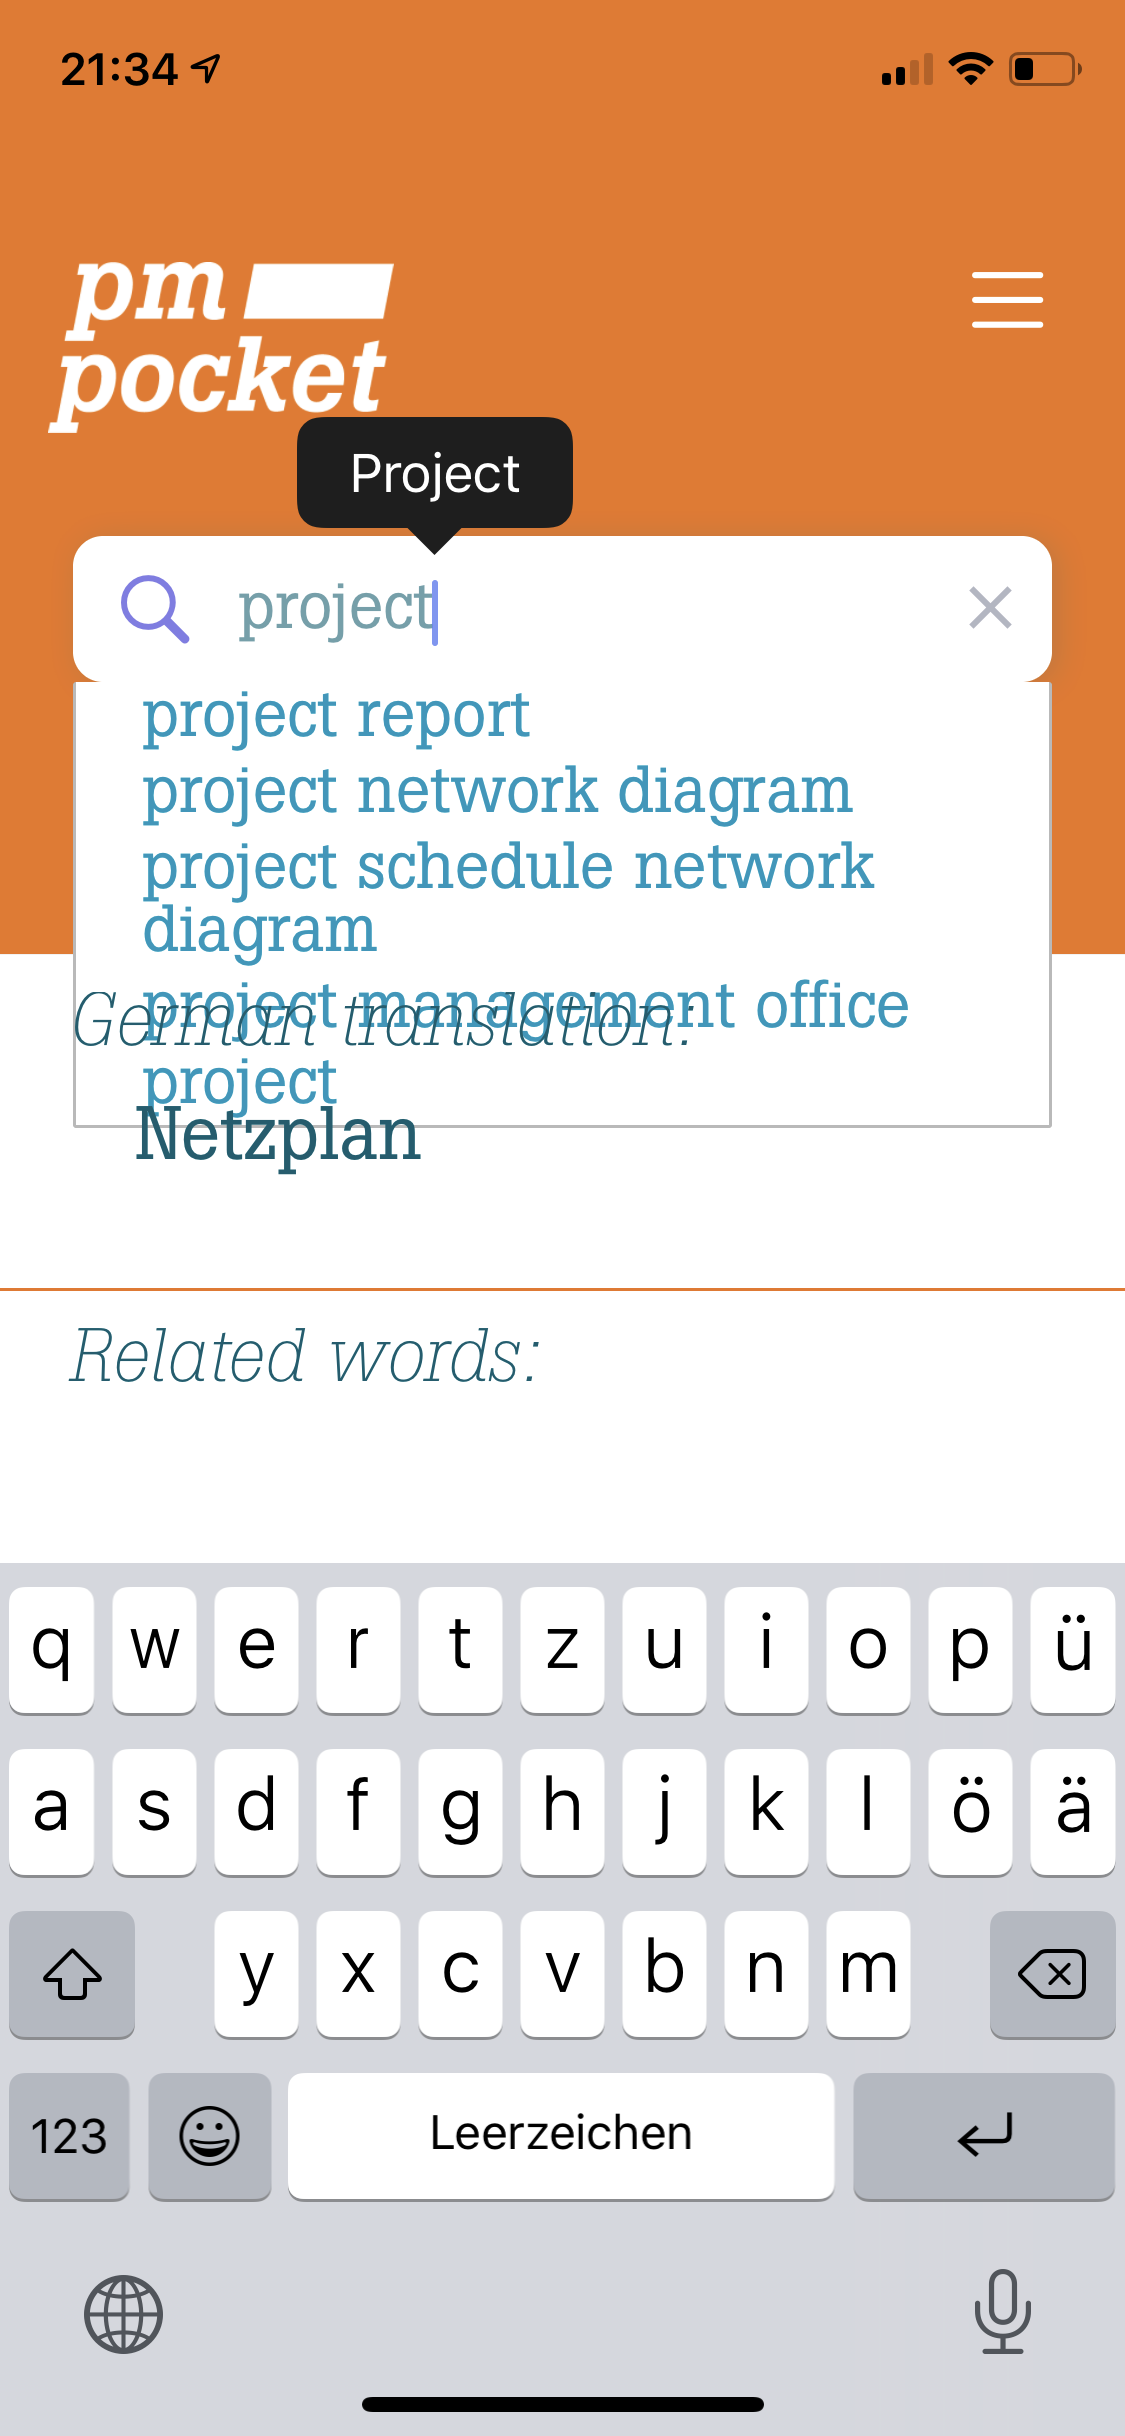 21:34
pm
pocket
Project
project
project report
project network diagram
project schedule network
diagram
project management office
German translation:
project
Netzplan
Related words:
q w e r t z u i o p ü
a s d f g h j k l ö ä
y x c v b n m
123 Leerzeichen